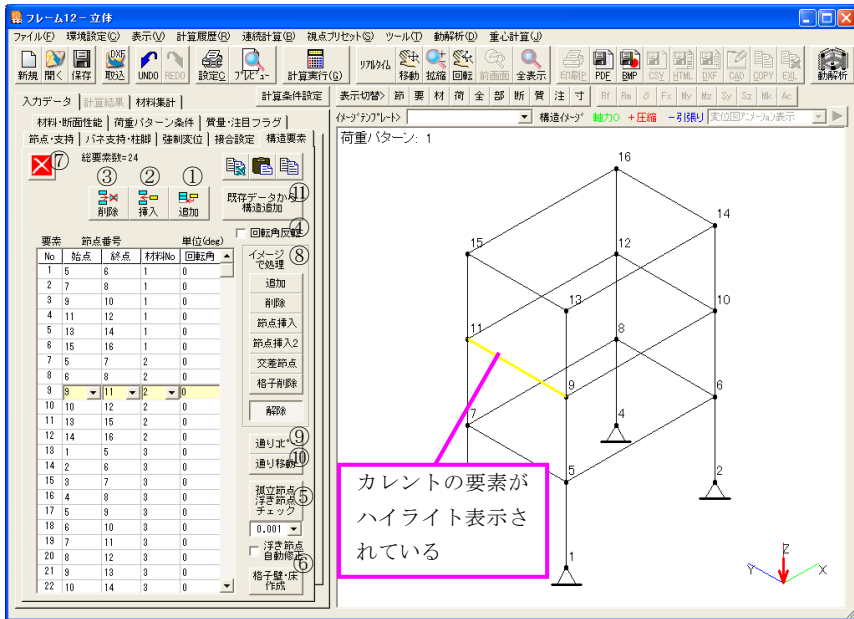 フレーム12－立体
ファイル(F) 環境設定(C) 表示(V) 計算履歴(R) 連続計算(B) 視点プリセット(S) ツール(T) 動解析(D) 重心計算(J)
新規 開く 保存 DXF 取込 UNDO REDO 設定C プレビュー 計算実行(G) リアルタイム 移動 拡縮 回転 前画面 全表示 印刷P PDF BMP CSV HTML DXF CAD COPY EXL 動解析
入力データ 計算結果 材料集計 計算条件設定 表示切替> 節 要 材 荷 全 部 断 質 注 寸 Rf Rm δ Fx My Mz Sy Sz Mk Ac
材料・断面性能 荷重パターン条件 質量・注目フラグ
節点・支持 バネ支持・柱脚 強制変位 接合設定 構造要素
イメージテンプレート> 構造イメージ 軸力0 +圧縮 -引張り 変位図アニメーション表示
⑦ 総要素数=24
③ ② ①
削除 挿入 追加
既存データから構造追加 ⑪
回転角反転 ④
要素 節点番号 単位(deg)
No 始点 終点 材料No 回転角
1 5 6 1 0
2 7 8 1 0
3 9 10 1 0
4 11 12 1 0
5 13 14 1 0
6 15 16 1 0
7 5 7 2 0
8 6 8 2 0
9 9 11 2 0
10 10 12 2 0
11 13 15 2 0
12 14 16 2 0
13 1 5 3 0
14 2 6 3 0
15 3 7 3 0
16 4 8 3 0
17 5 9 3 0
18 6 10 3 0
19 7 11 3 0
20 8 12 3 0
21 9 13 3 0
22 10 14 3 0
イメージ ⑧
で処理
追加
削除
節点挿入
節点挿入2
交差節点
格子削除
解除
通りｺﾋﾟｰ ⑨
通り移動 ⑩
孤立節点
浮き節点 ⑤
チェック
0.001
浮き節点
自動修正
⑥
格子壁・床
作成
荷重パターン: 1
16
14
15
12
13
10
11
8
9
6
7
4
5
2
1
カレントの要素が
ハイライト表示さ
れている
Z
Y
X